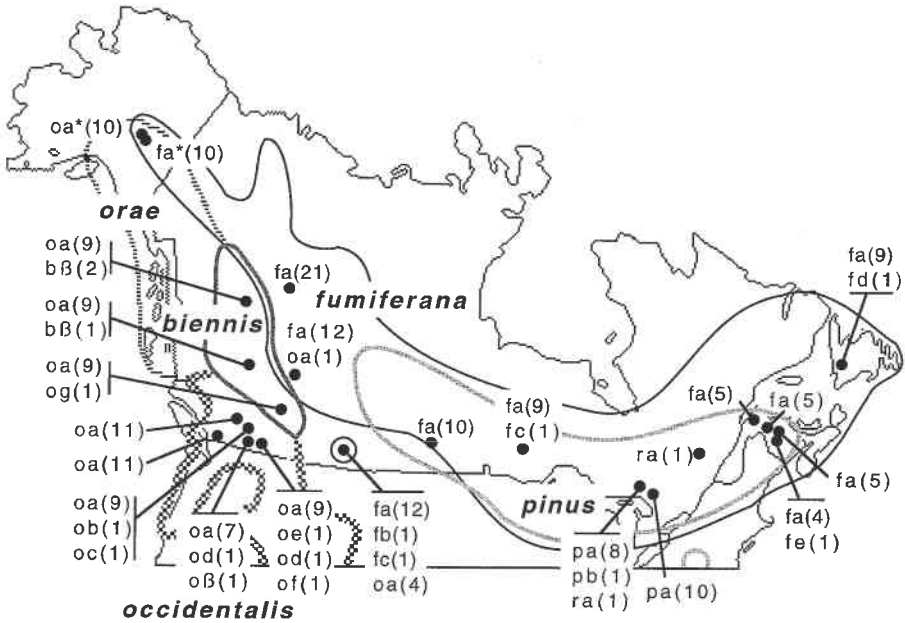 oa*(10)
fa*(10)
orae
oa(9)
bß(2)
fa(21)
fumiferana
fa(9)
fd(1)
oa(9)
bß(1)
biennis
fa(12)
oa(1)
oa(9)
og(1)
fa(5)
fa(5)
fa(9)
fc(1)
oa(11)
fa(10)
oa(11)
ra(1)
fa(5)
oa(9)
ob(1)
oc(1)
oa(7)
od(1)
oß(1)
oa(9)
oe(1)
od(1)
of(1)
fa(12)
fb(1)
fc(1)
oa(4)
pinus
pa(8)
pb(1)
ra(1)
pa(10)
fa(4)
fe(1)
occidentalis